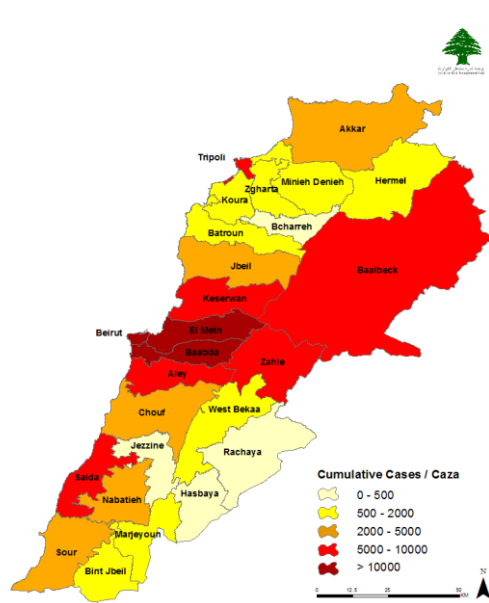 Akkar
Tripoli
Zgharta
Minieh Denieh
Hermel
Koura
Bcharreh
Batroun
Jbeil
Baalbeck
Keserwan
Beirut
El Metn
Baabda
Zahle
Aley
Chouf
West Bekaa
Jezzine
Rachaya
Saida
Hasbaya
Nabatieh
Marjeyoun
Sour
Bint Jbeil
Cumulative Cases / Caza
0 - 500
500 - 2000
2000 - 5000
5000 - 10000
> 10000
N
0 12.5 25 50
KM